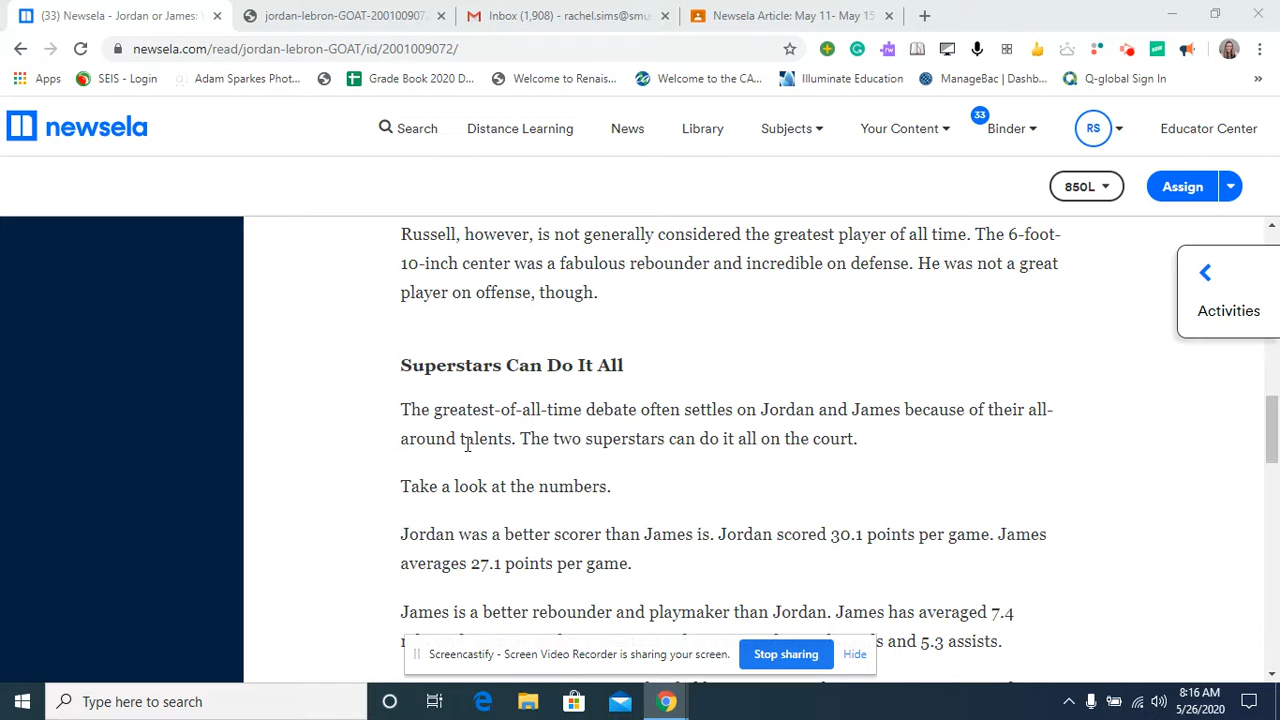 (33) Newsela - Jordan or James: W
jordan-lebron-GOAT-200100907
Inbox (1,908) - rachel.sims@smus
Newsela Article: May 11- May 15
newsela.com/read/jordan-lebron-GOAT/id/2001009072/
Apps
SEIS - Login
Adam Sparkes Phot...
Grade Book 2020 D...
Welcome to Renais...
Welcome to the CA...
Illuminate Education
ManageBac | Dashb...
Q-global Sign In
newsela
Search
Distance Learning
News
Library
Subjects
Your Content
33
Binder
RS
Educator Center
850L
Assign
Russell, however, is not generally considered the greatest player of all time. The 6-foot-
10-inch center was a fabulous rebounder and incredible on defense. He was not a great
player on offense, though.
Activities
Superstars Can Do It All
The greatest-of-all-time debate often settles on Jordan and James because of their all-
around talents. The two superstars can do it all on the court.
Take a look at the numbers.
Jordan was a better scorer than James is. Jordan scored 30.1 points per game. James
averages 27.1 points per game.
James is a better rebounder and playmaker than Jordan. James has averaged 7.4
and 5.3 assists.
Screencastify - Screen Video Recorder is sharing your screen.
Stop sharing
Hide
Type here to search
8:16 AM
5/26/2020